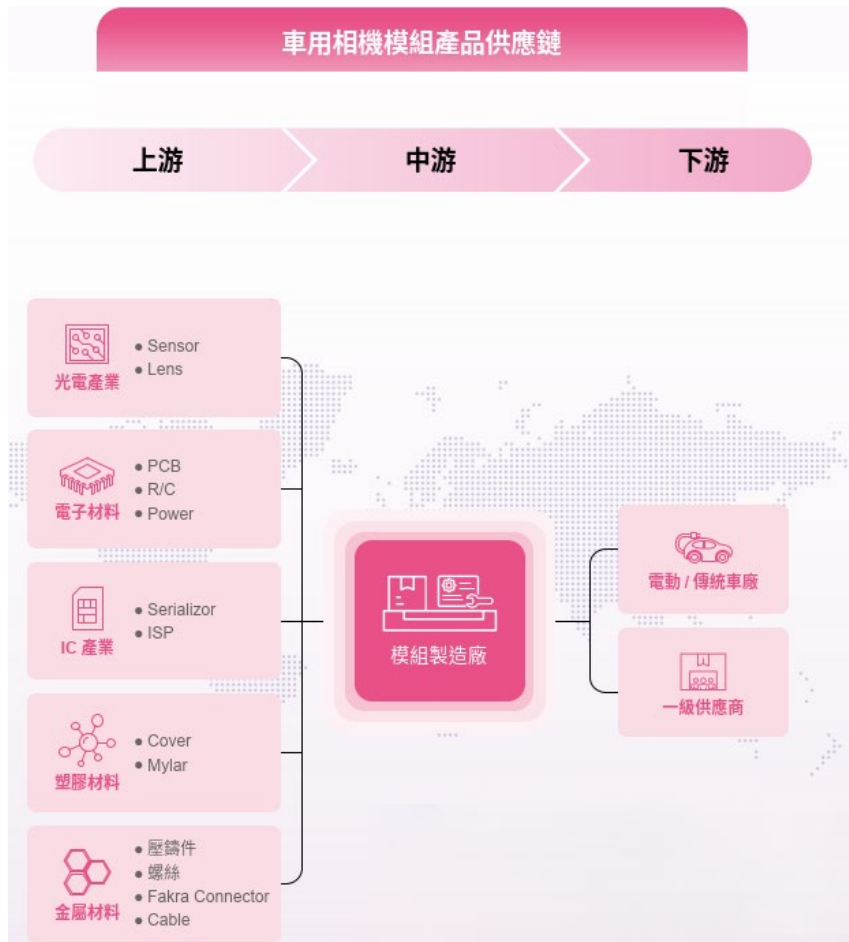 車用相機模組產品供應鏈
上游
中游
下游
● Sensor
● Lens
光電產業
● PCB
● R/C
● Power
電子材料
● Serializor
● ISP
IC 產業
● Cover
● Mylar
塑膠材料
● 壓鑄件
● 螺絲
● Fakra Connector
● Cable
金屬材料
模組製造廠
電動 / 傳統車廠
一級供應商